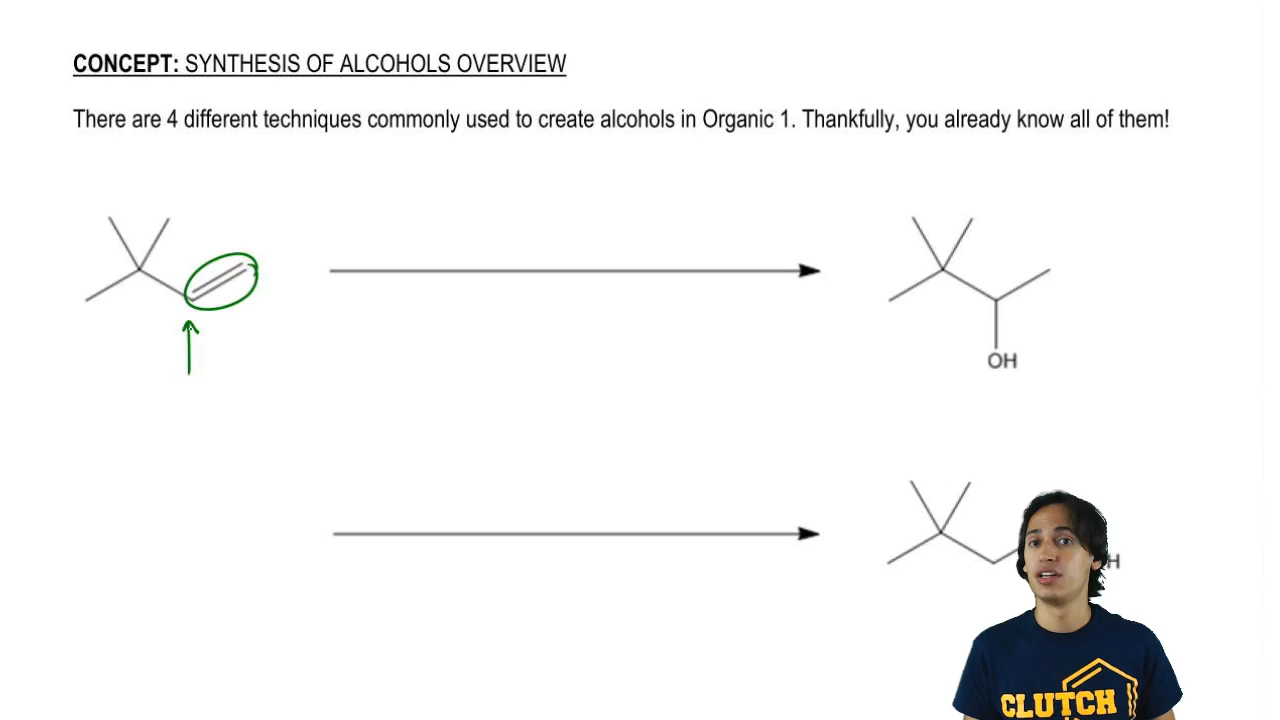 CONCEPT: SYNTHESIS OF ALCOHOLS OVERVIEW
There are 4 different techniques commonly used to create alcohols in Organic 1. Thankfully, you already know all of them!
OH
H
CLUTCH